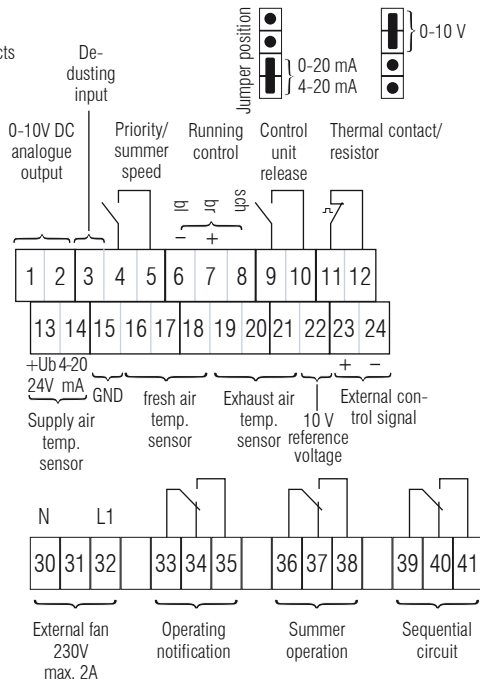 cts
Jumper position
0-10 V
0-20 mA
4-20 mA
De-
dusting
input
0-10V DC
analogue
output
Priority/
summer
speed
Running
control
Control
unit
release
Thermal contact/
resistor
bl br sch
− +
1 2 3 4 5 6 7 8 9 10 11 12
13 14 15 16 17 18 19 20 21 22 23 24
+Ub 4-20
24V mA
Supply air
temp.
sensor
GND
fresh air
temp.
sensor
Exhaust air
temp.
sensor
10 V
reference
voltage
+ −
External con-
trol signal
N L1
30 31 32 33 34 35 36 37 38 39 40 41
External fan
230V
max. 2A
Operating
notification
Summer
operation
Sequential
circuit